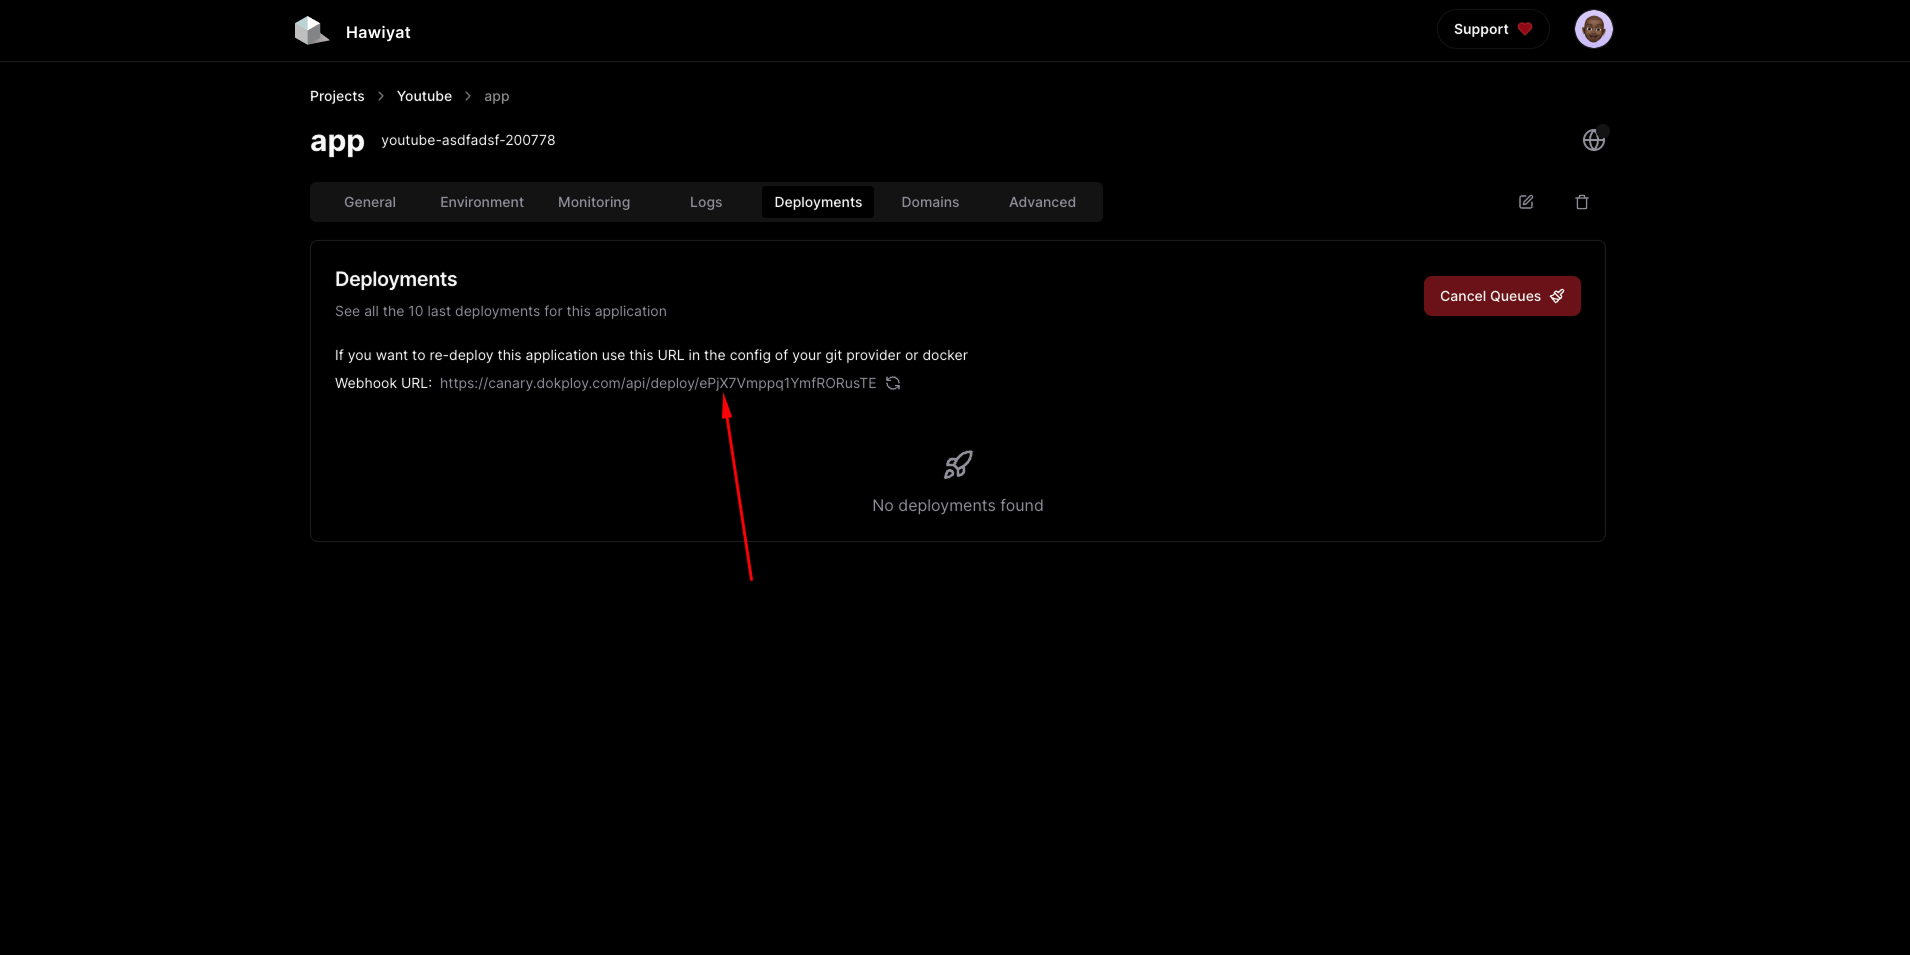 Hawiyat
Support
Projects > Youtube > app
app youtube-asdfadsf-200778
General Environment Monitoring Logs Deployments Domains Advanced
Deployments
See all the 10 last deployments for this application
Cancel Queues
If you want to re-deploy this application use this URL in the config of your git provider or docker
Webhook URL: https://canary.dokploy.com/api/deploy/ePjX7Vmppq1YmfRORusTE
No deployments found